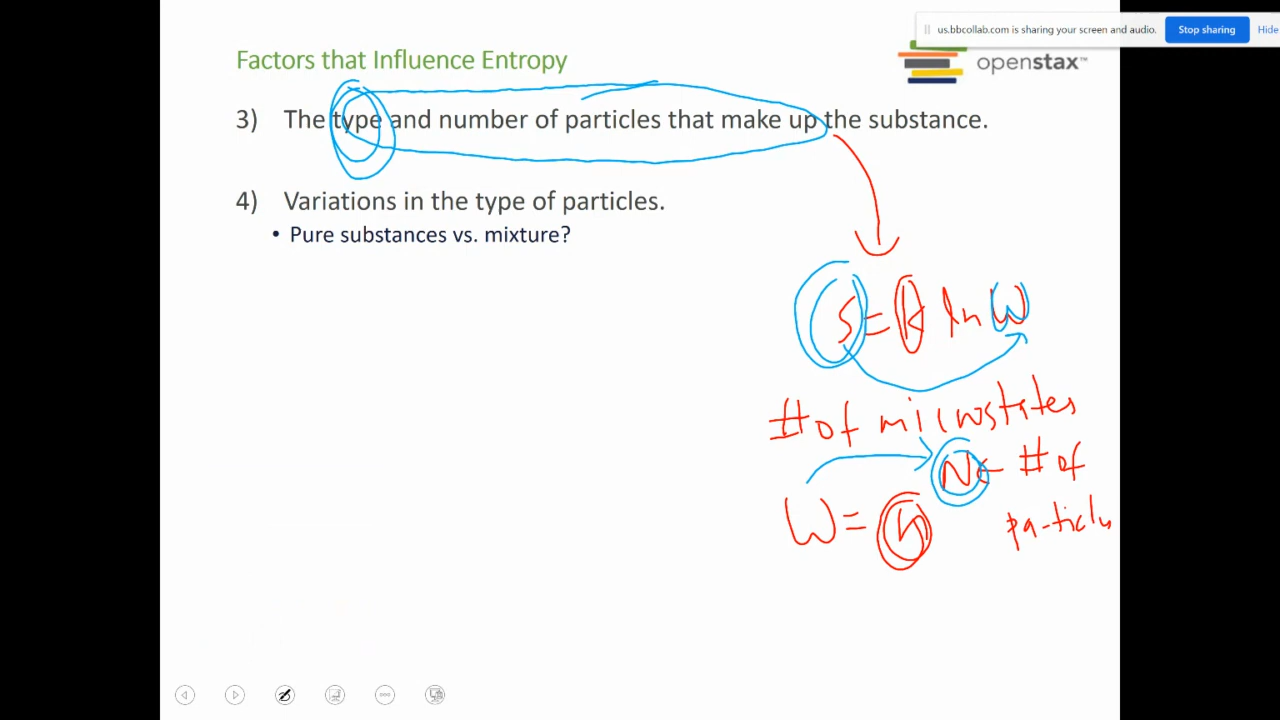 us.bbcollab.com is sharing your screen and audio. Stop sharing Hide
Factors that Influence Entropy
openstax™
3) The type and number of particles that make up the substance.
4) Variations in the type of particles.
• Pure substances vs. mixture?
S = k ln W
# of microstates
N ← # of
W = n
particles